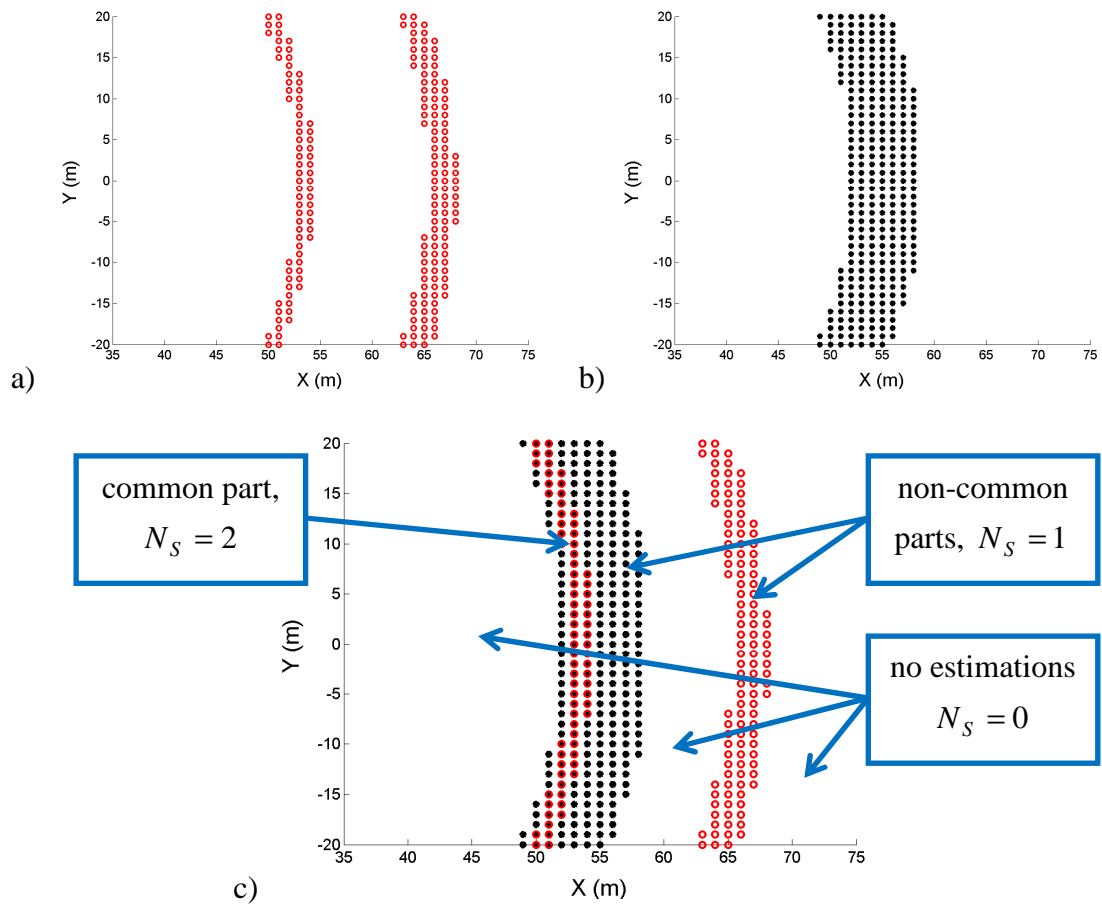 20
15
10
5
0
-5
-10
-15
-20
Y (m)
35 40 45 50 55 60 65 70 75
X (m)
a)
20
15
10
5
0
-5
-10
-15
-20
Y (m)
35 40 45 50 55 60 65 70 75
X (m)
b)
common part,
N_S = 2
20
15
10
5
0
-5
-10
-15
-20
Y (m)
35 40 45 50 55 60 65 70 75
X (m)
non-common
parts, N_S = 1
no estimations
N_S = 0
c)